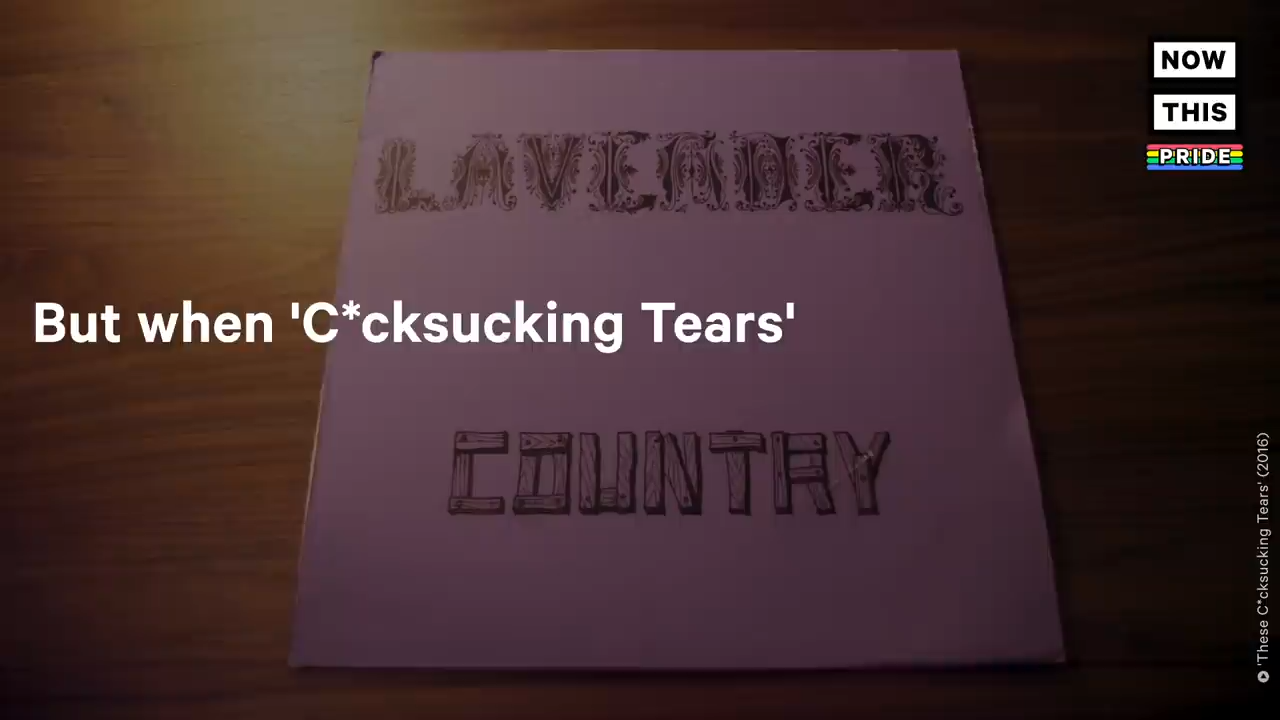 LAVENDER
But when 'C*cksucking Tears'
COUNTRY
NOW
THIS
PRIDE
'These C*cksucking Tears' (2016)